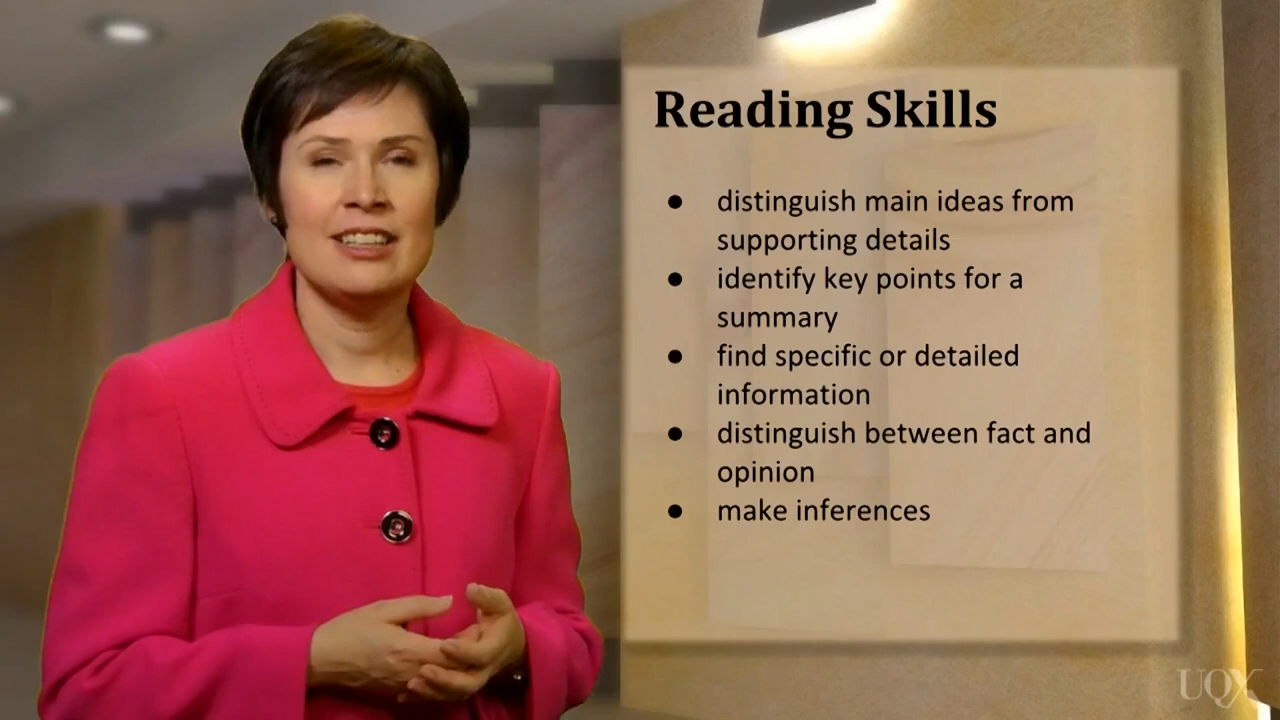 Reading Skills
● distinguish main ideas from
supporting details
● identify key points for a
summary
● find specific or detailed
information
● distinguish between fact and
opinion
● make inferences
UQX